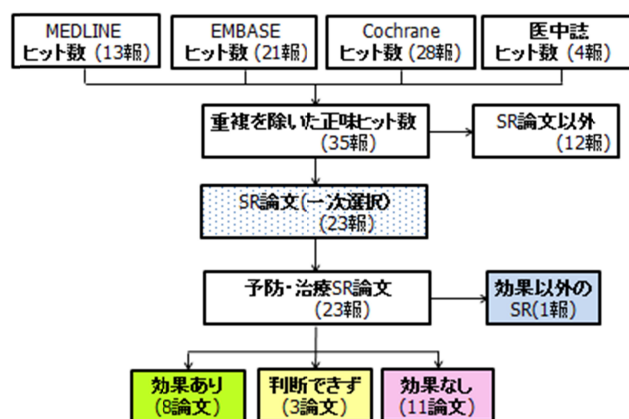 MEDLINE
ヒット数 (13報)
EMBASE
ヒット数 (21報)
Cochrane
ヒット数 (28報)
医中誌
ヒット数 (4報)
重複を除いた正味ヒット数
(35報)
SR論文以外
(12報)
SR論文(一次選択)
(23報)
予防・治療SR論文
(23報)
効果以外の
SR(1報)
効果あり
(8論文)
判断できず
(3論文)
効果なし
(11論文)